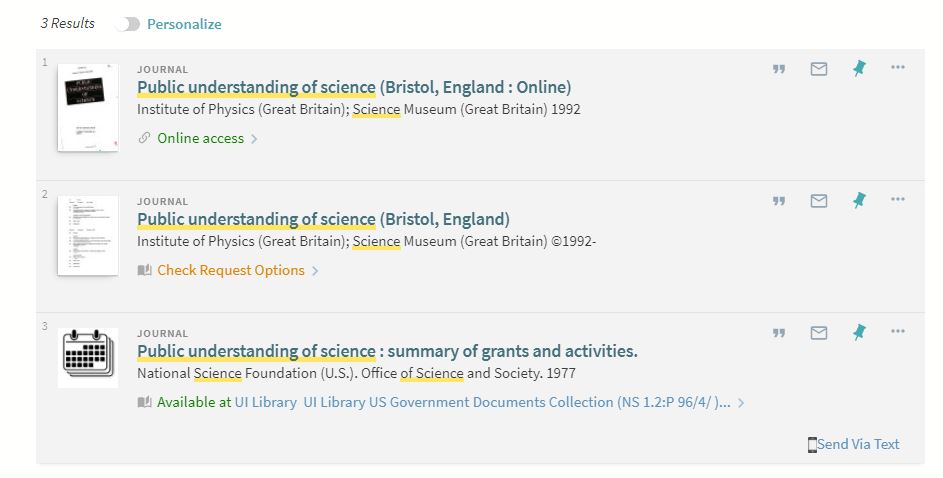 3 Results Personalize
1
JOURNAL
Public understanding of science (Bristol, England : Online)
Institute of Physics (Great Britain); Science Museum (Great Britain) 1992
Online access
2
JOURNAL
Public understanding of science (Bristol, England)
Institute of Physics (Great Britain); Science Museum (Great Britain) ©1992-
Check Request Options
3
JOURNAL
Public understanding of science : summary of grants and activities.
National Science Foundation (U.S.). Office of Science and Society. 1977
Available at UI Library UI Library US Government Documents Collection (NS 1.2:P 96/4/ )...
Send Via Text